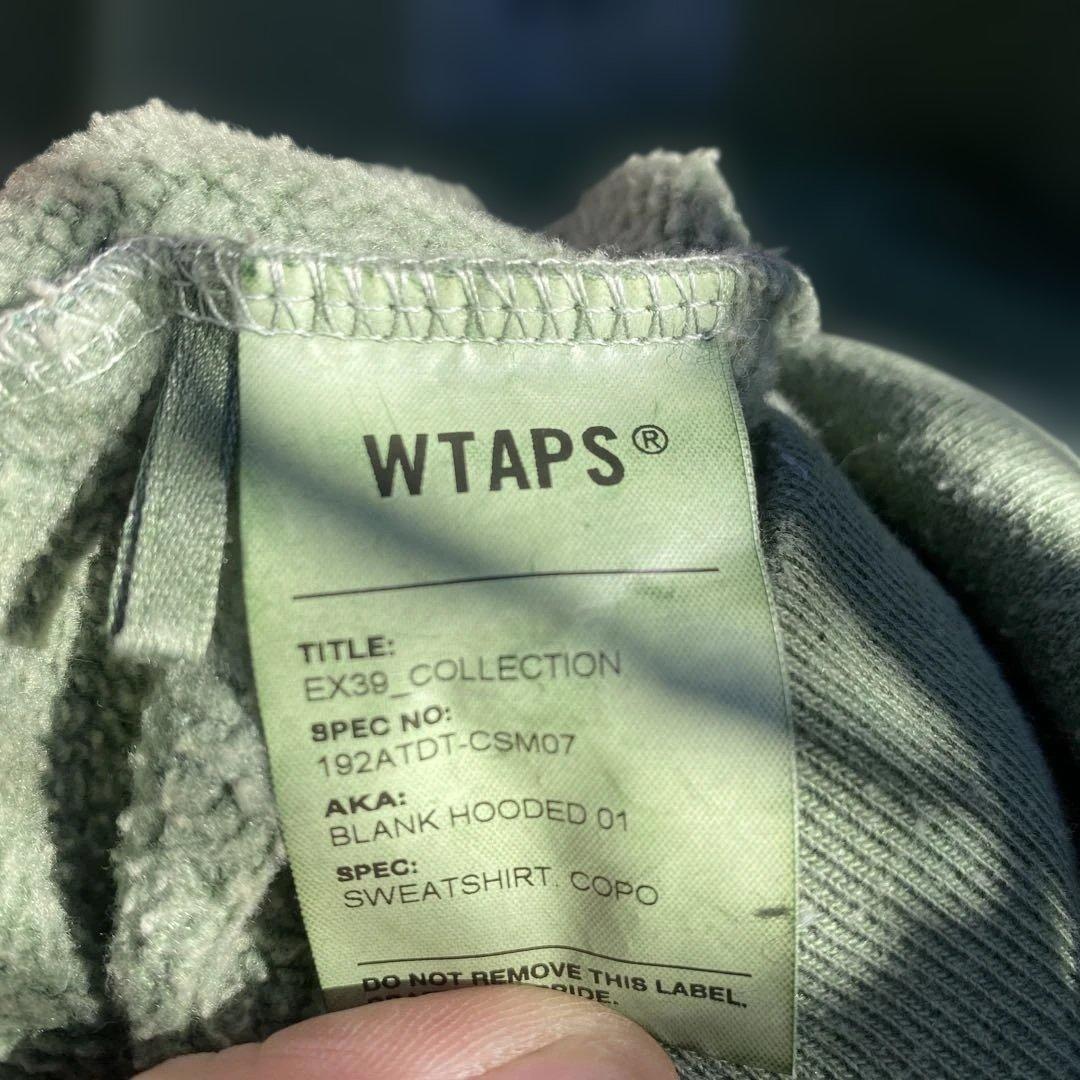 WTAPS®
TITLE:
EX39_COLLECTION
SPEC NO:
192ATDT-CSM07
AKA:
BLANK HOODED 01
SPEC:
SWEATSHIRT. COPO
DO NOT REMOVE THIS LABEL,